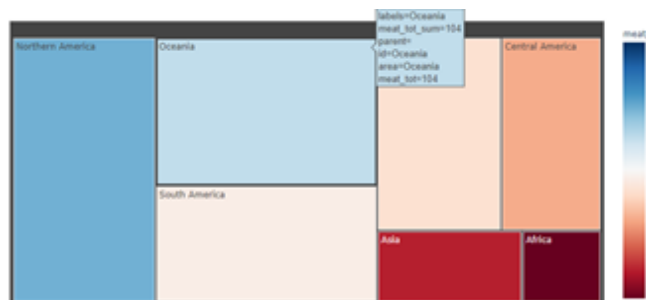 labels=Oceania
meat_tot_sum=104
parent=
id=Oceania
area=Oceania
meat_tot=104
meat
Northern America
Oceania
Central America
South America
Asia
Africa